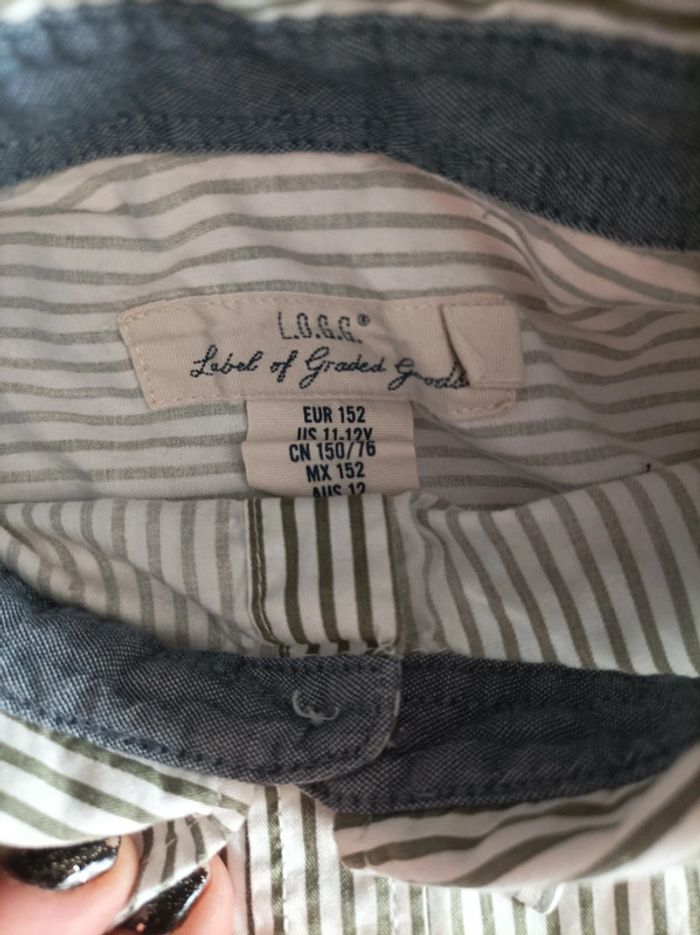 L.O.G.G.®
Label of Graded Goods
EUR 152
US 11-12Y
CN 150/76
MX 152
AUS 12